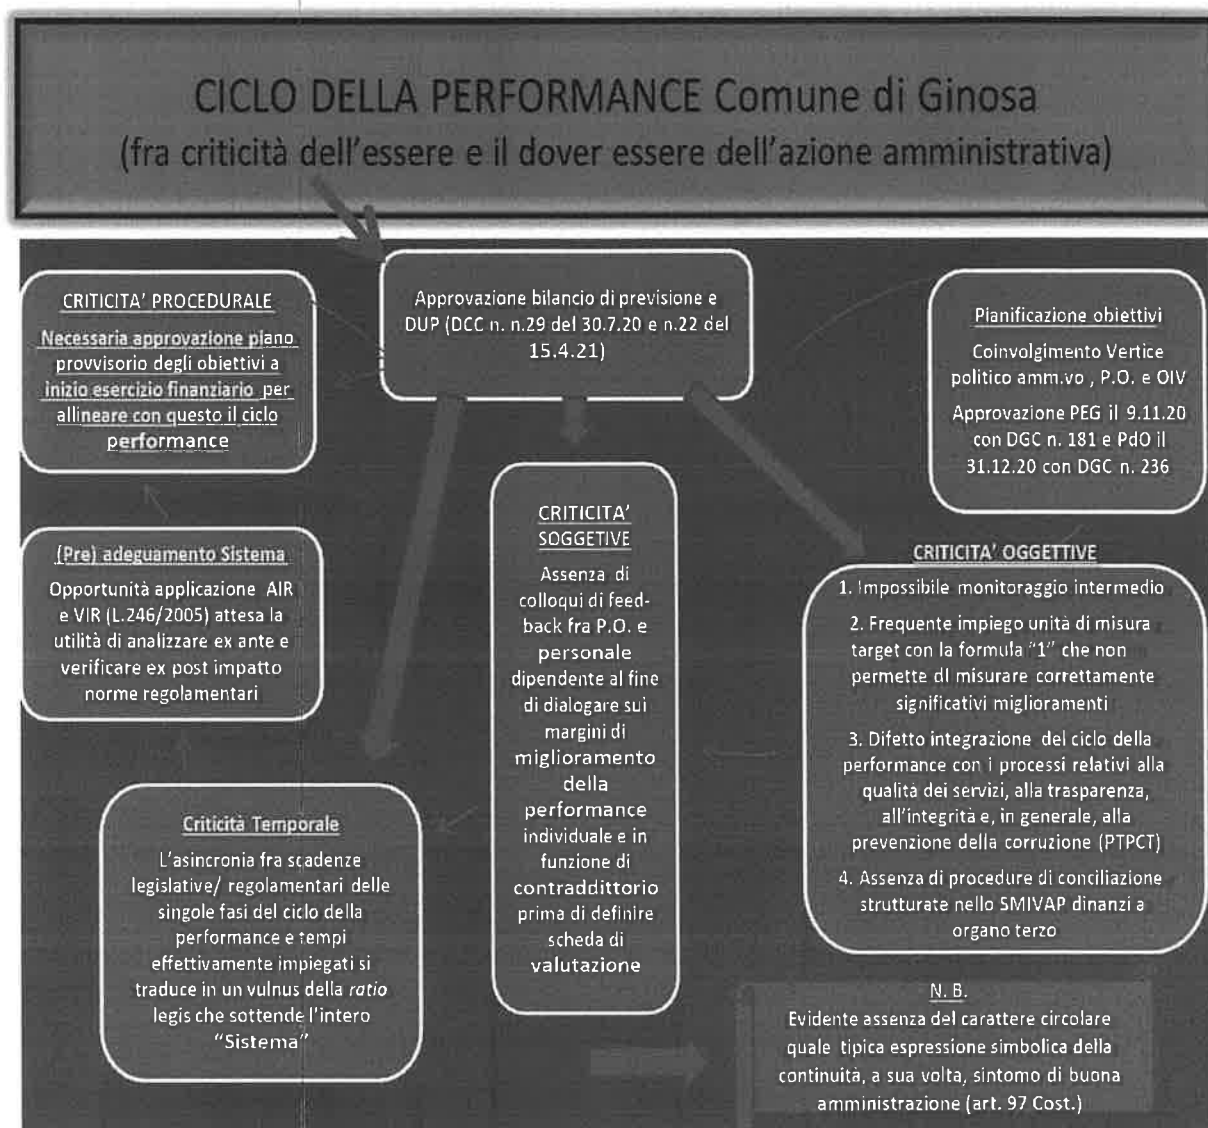 CICLO DELLA PERFORMANCE Comune di Ginosa
(fra criticità dell'essere e il dover essere dell'azione amministrativa)
CRITICITA' PROCEDURALE
Necessaria approvazione piano
provvisorio degli obiettivi a
inizio esercizio finanziario per
allineare con questo il ciclo
performance
Approvazione bilancio di previsione e
DUP (DCC n. n.29 del 30.7.20 e n.22 del
15.4.21)
Pianificazione obiettivi
Coinvolgimento Vertice
politico amm.vo , P.O. e OIV
Approvazione PEG il 9.11.20
con DGC n. 181 e PdO il
31.12.20 con DGC n. 236
(Pre) adeguamento Sistema
Opportunità applicazione AIR
e VIR (L.246/2005) attesa la
utilità di analizzare ex ante e
verificare ex post impatto
norme regolamentari
CRITICITA'
SOGGETIVE
Assenza di
colloqui di feed-
back fra P.O. e
personale
dipendente al fine
di dialogare sui
margini di
miglioramento
della
performance
individuale e in
funzione di
contraddittorio
prima di definire
scheda di
valutazione
CRITICITA' OGGETTIVE
1. Impossibile monitoraggio intermedio
2. Frequente impiego unità di misura
target con la formula "1" che non
permette di misurare correttamente
significativi miglioramenti
3. Difetto integrazione del ciclo della
performance con i processi relativi alla
qualità dei servizi, alla trasparenza,
all'integrità e, in generale, alla
prevenzione della corruzione (PTPCT)
4. Assenza di procedure di conciliazione
strutturate nello SMIVAP dinanzi a
organo terzo
Criticità Temporale
L'asincronia fra scadenze
legislative/ regolamentari delle
singole fasi del ciclo della
performance e tempi
effettivamente impiegati si
traduce in un vulnus della ratio
legis che sottende l'intero
"Sistema"
N. B.
Evidente assenza del carattere circolare
quale tipica espressione simbolica della
continuità, a sua volta, sintomo di buona
amministrazione (art. 97 Cost.)